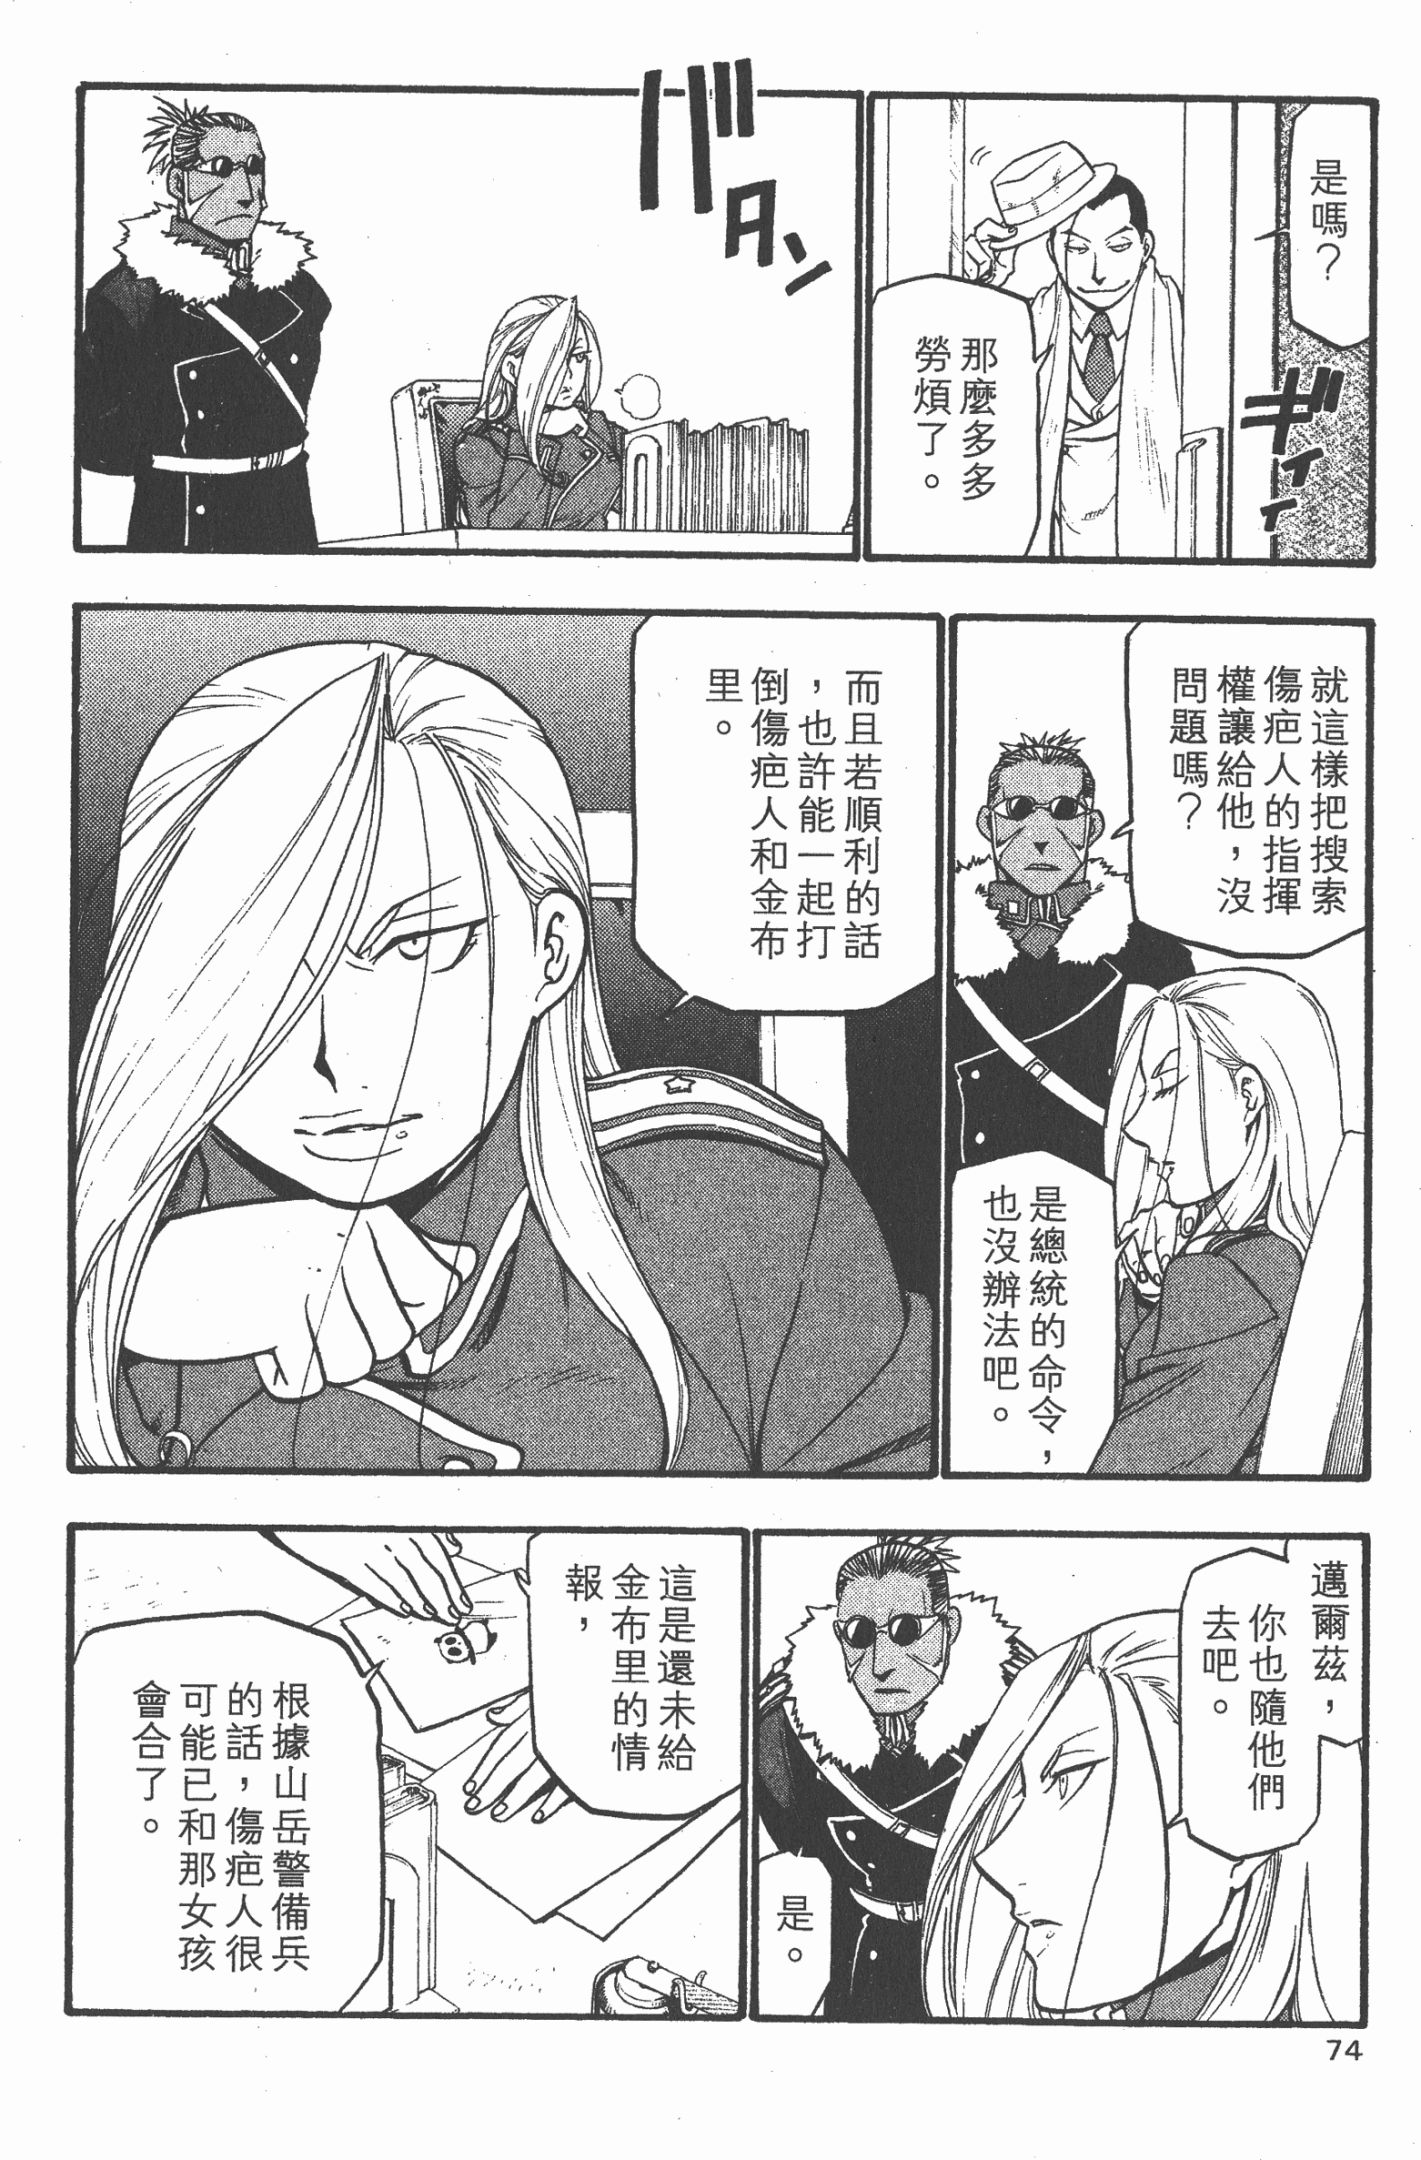 是嗎？
那麼多多
勞煩了。
ギィィ
バタン
就這樣把搜索
傷疤人的指揮
權讓給他，沒
問題嗎？
是總統的命令，
也沒辦法吧。
而且若順利的話
，也許能一起打
倒傷疤人和金布
里。
邁爾茲，
你也隨他們
去吧。
是。
這是還未給
金布里的情
報，
根據山岳警備兵
的話，傷疤人很
可能已和那女孩
會合了。
74